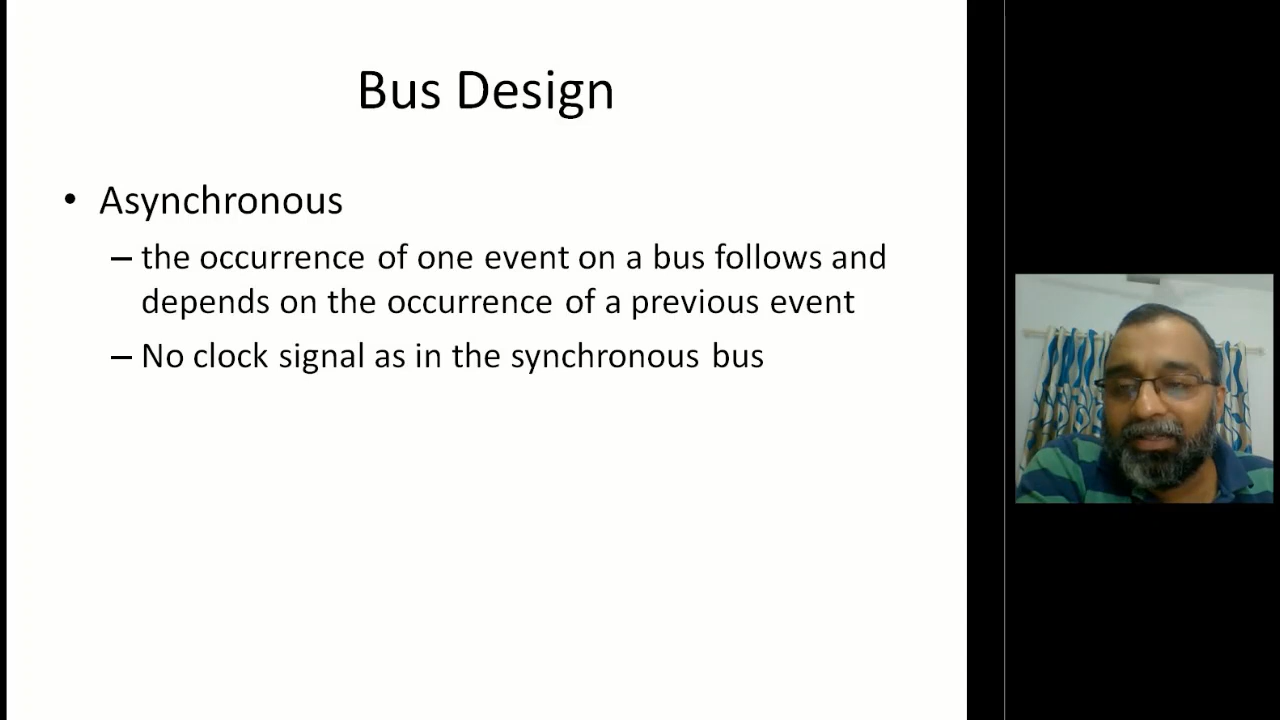 Bus Design
• Asynchronous
– the occurrence of one event on a bus follows and
depends on the occurrence of a previous event
– No clock signal as in the synchronous bus